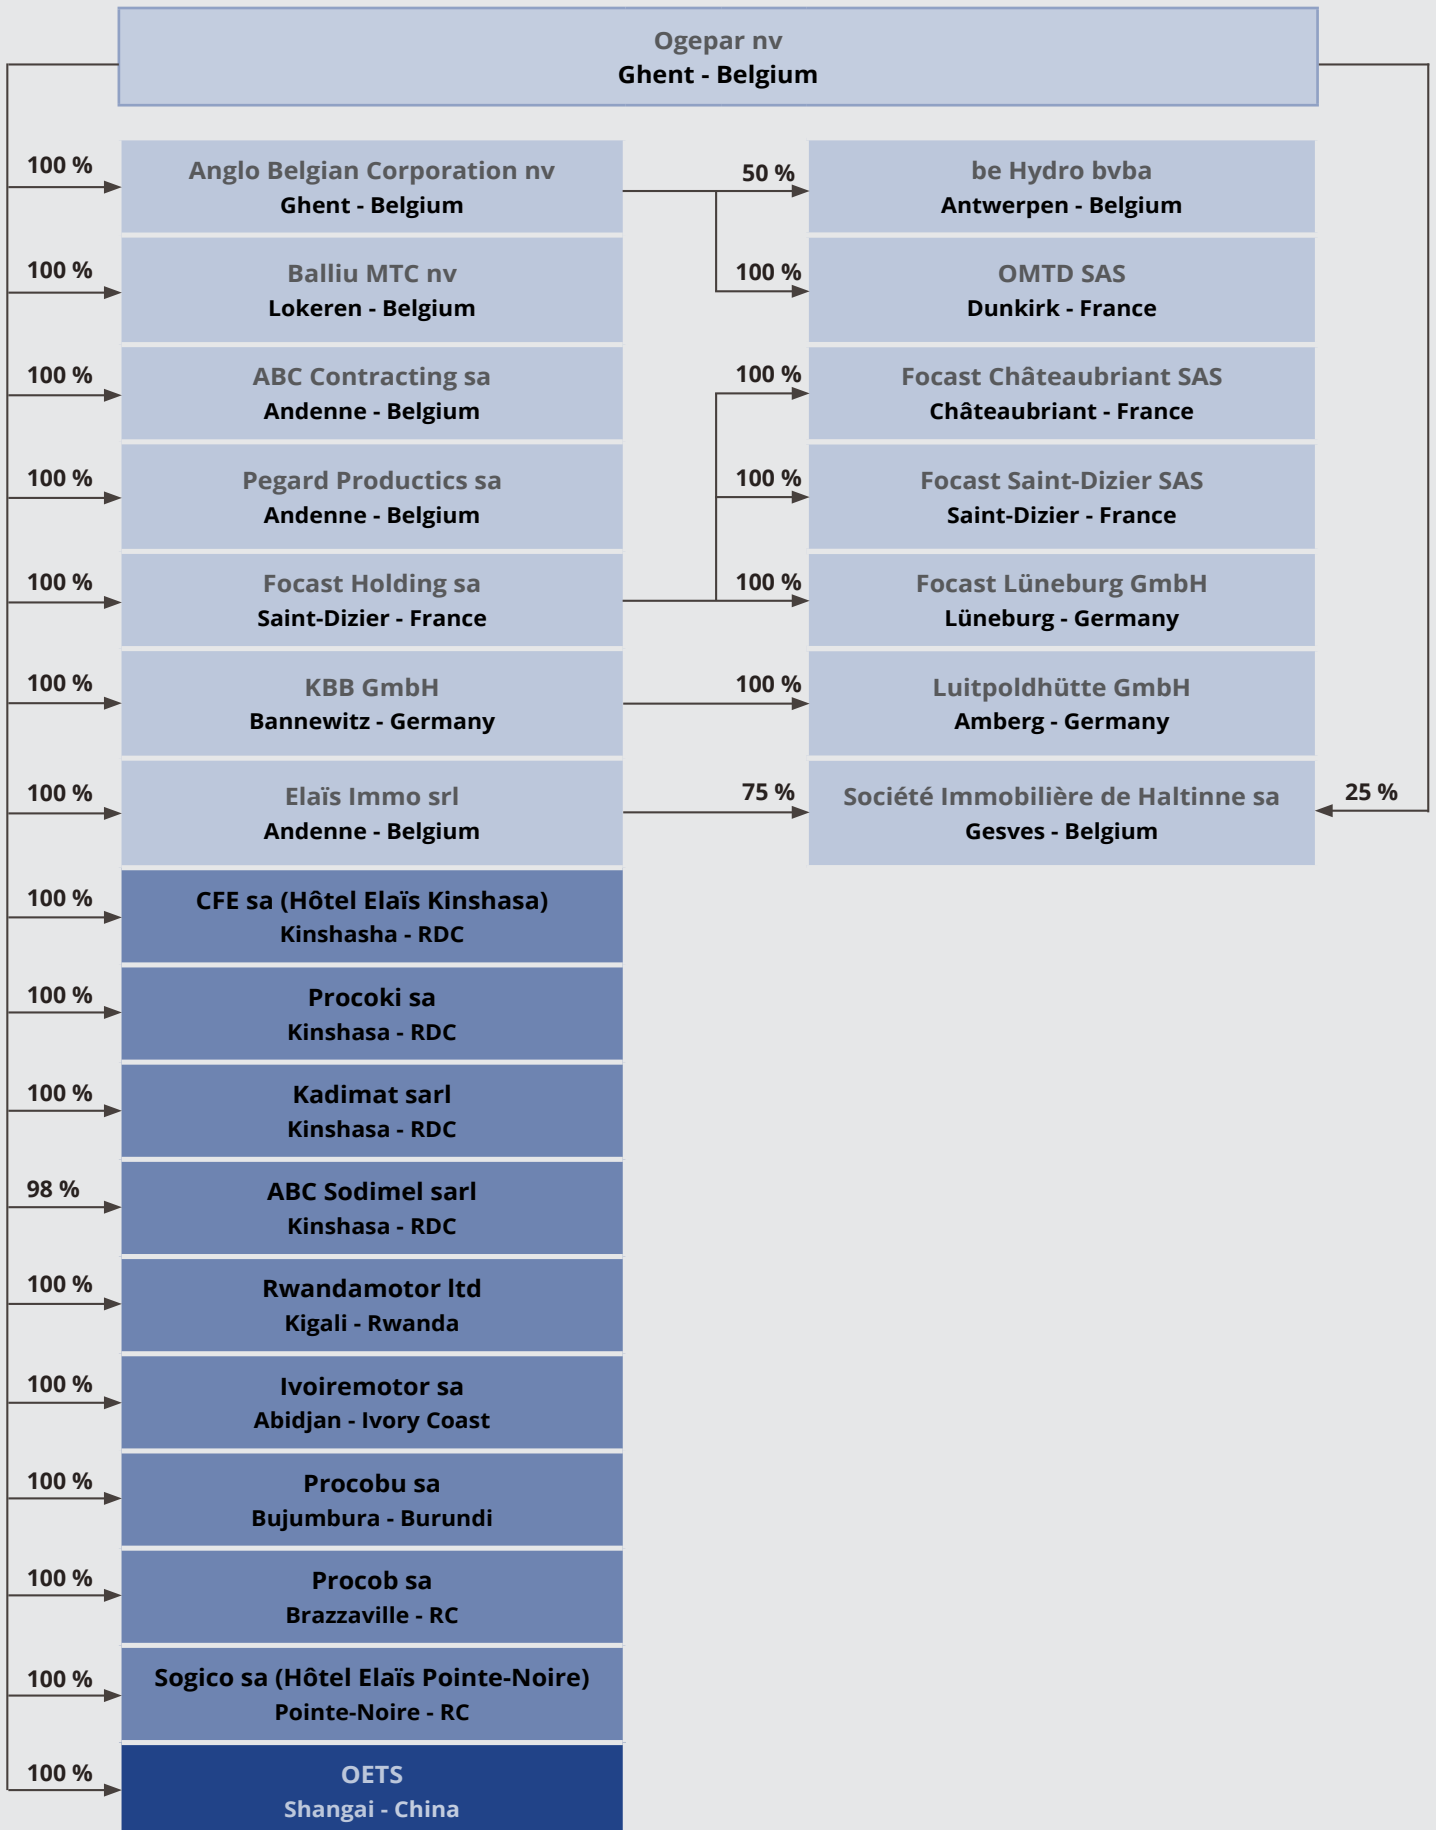 Ogepar nv
Ghent - Belgium
100 %
Anglo Belgian Corporation nv
Ghent - Belgium
50 %
be Hydro bvba
Antwerpen - Belgium
100 %
Balliu MTC nv
Lokeren - Belgium
100 %
OMTD SAS
Dunkirk - France
100 %
ABC Contracting sa
Andenne - Belgium
100 %
Focast Châteaubriant SAS
Châteaubriant - France
100 %
Pegard Productics sa
Andenne - Belgium
100 %
Focast Saint-Dizier SAS
Saint-Dizier - France
100 %
Focast Holding sa
Saint-Dizier - France
100 %
Focast Lüneburg GmbH
Lüneburg - Germany
100 %
KBB GmbH
Bannewitz - Germany
100 %
Luitpoldhütte GmbH
Amberg - Germany
100 %
Elaïs Immo srl
Andenne - Belgium
75 %
Société Immobilière de Haltinne sa
Gesves - Belgium
25 %
100 %
CFE sa (Hôtel Elaïs Kinshasa)
Kinshasha - RDC
100 %
Procoki sa
Kinshasa - RDC
100 %
Kadimat sarl
Kinshasa - RDC
98 %
ABC Sodimel sarl
Kinshasa - RDC
100 %
Rwandamotor ltd
Kigali - Rwanda
100 %
Ivoiremotor sa
Abidjan - Ivory Coast
100 %
Procobu sa
Bujumbura - Burundi
100 %
Procob sa
Brazzaville - RC
100 %
Sogico sa (Hôtel Elaïs Pointe-Noire)
Pointe-Noire - RC
100 %
OETS
Shangai - China